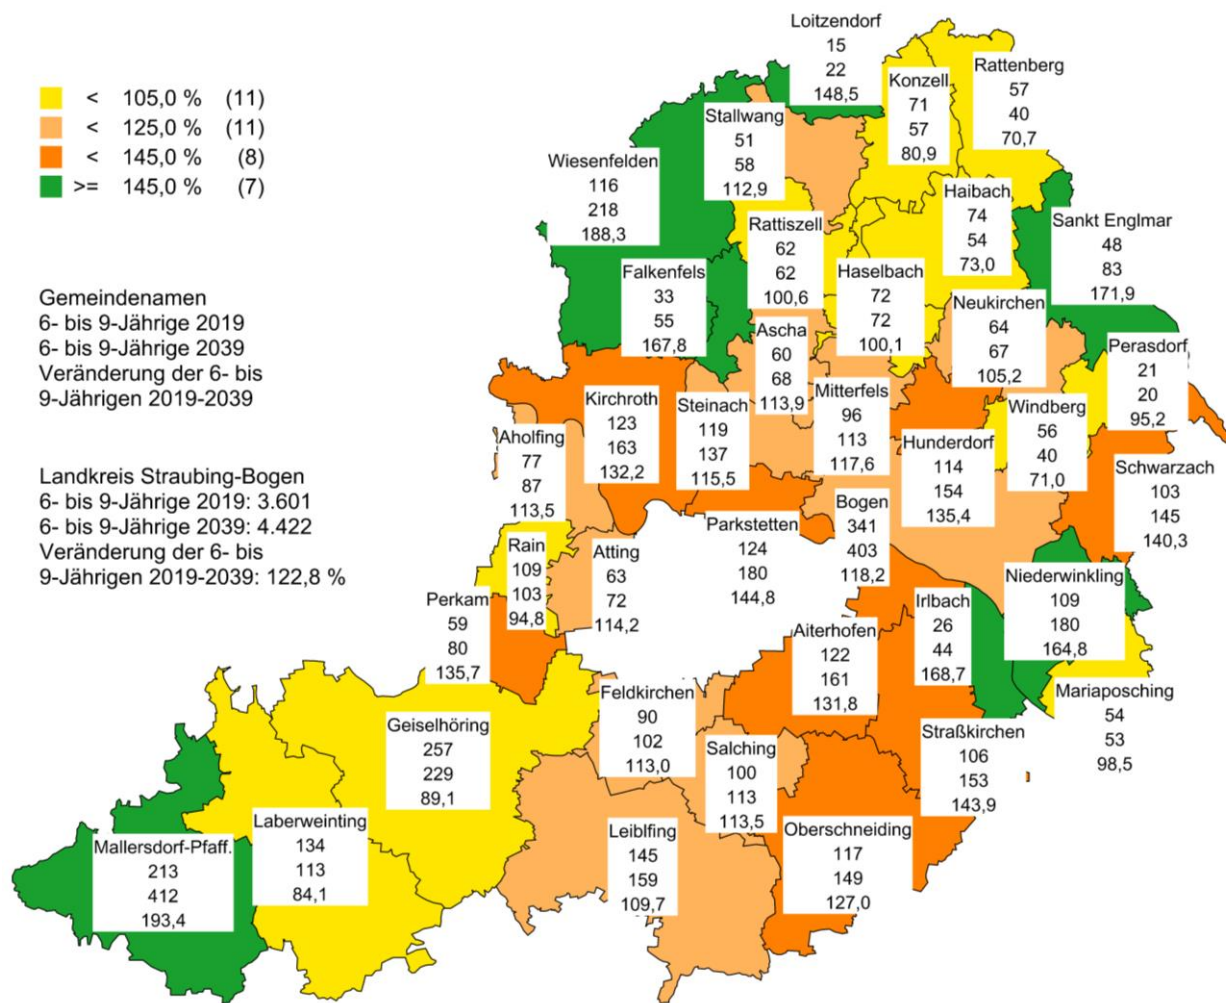 < 105,0 % (11)
< 125,0 % (11)
< 145,0 % (8)
>= 145,0 % (7)
Gemeindenamen
6- bis 9-Jährige 2019
6- bis 9-Jährige 2039
Veränderung der 6- bis
9-Jährigen 2019-2039
Landkreis Straubing-Bogen
6- bis 9-Jährige 2019: 3.601
6- bis 9-Jährige 2039: 4.422
Veränderung der 6- bis
9-Jährigen 2019-2039: 122,8 %
Loitzendorf
15
22
148,5
Konzell
71
57
80,9
Rattenberg
57
40
70,7
Stallwang
51
58
112,9
Wiesenfelden
116
218
188,3
Rattiszell
62
62
100,6
Haibach
74
54
73,0
Sankt Englmar
48
83
171,9
Falkenfels
33
55
167,8
Haselbach
72
72
100,1
Neukirchen
64
67
105,2
Ascha
60
68
113,9
Perasdorf
21
20
95,2
Kirchroth
123
163
132,2
Steinach
119
137
115,5
Mitterfels
96
113
117,6
Windberg
56
40
71,0
Aholfing
77
87
113,5
Hunderdorf
114
154
135,4
Schwarzach
103
145
140,3
Bogen
341
403
118,2
Parkstetten
124
180
144,8
Rain
109
103
94,8
Atting
63
72
114,2
Niederwinkling
109
180
164,8
Perkam
59
80
135,7
Irlbach
26
44
168,7
Aiterhofen
122
161
131,8
Mariaposching
54
53
98,5
Feldkirchen
90
102
113,0
Geiselhöring
257
229
89,1
Straßkirchen
106
153
143,9
Salching
100
113
113,5
Laberweinting
134
113
84,1
Leiblfing
145
159
109,7
Oberschneiding
117
149
127,0
Mallersdorf-Pfaff.
213
412
193,4